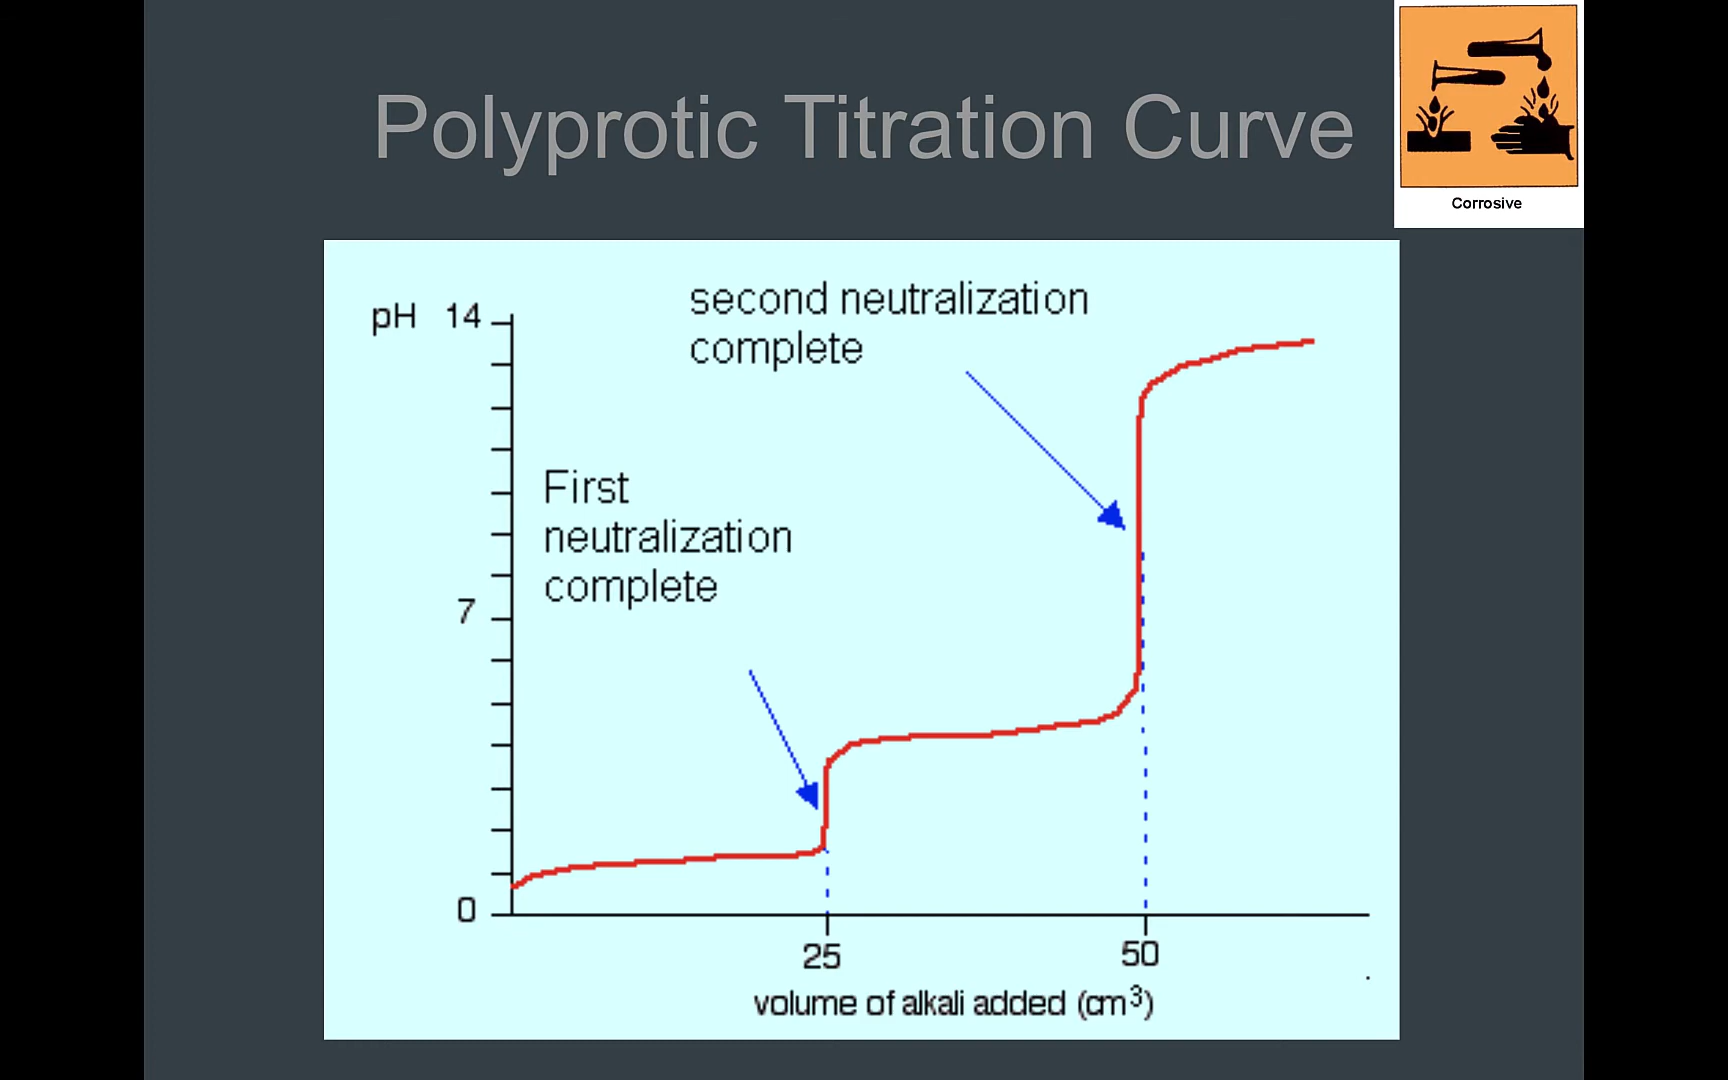 Polyprotic Titration Curve
Corrosive
second neutralization
complete
pH 14
First
neutralization
complete
7
0
25
50
volume of alkali added (cm³)